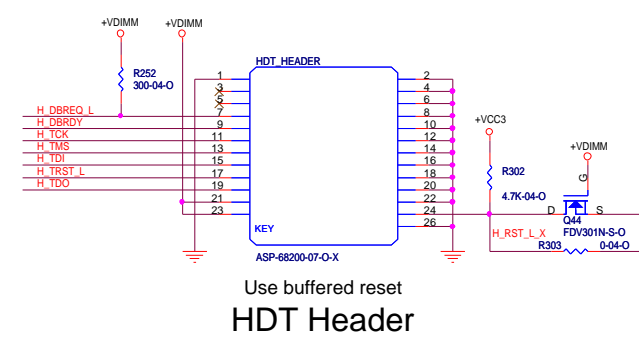 +VDIMM +VDIMM
HDT_HEADER
R252
300-04-O
1 2
3 4
5 6
H_DBREQ_L 7 8
H_DBRDY 9 10
H_TCK 11 12
H_TMS 13 14
H_TDI 15 16
H_TRST_L 17 18
H_TDO 19 20
21 22
23 24
KEY 26
ASP-68200-07-O-X
+VCC3
+VDIMM
R302
4.7K-04-O
G
D S
Q44
H_RST_L_X FDV301N-S-O
R303 0-04-O
Use buffered reset
HDT Header